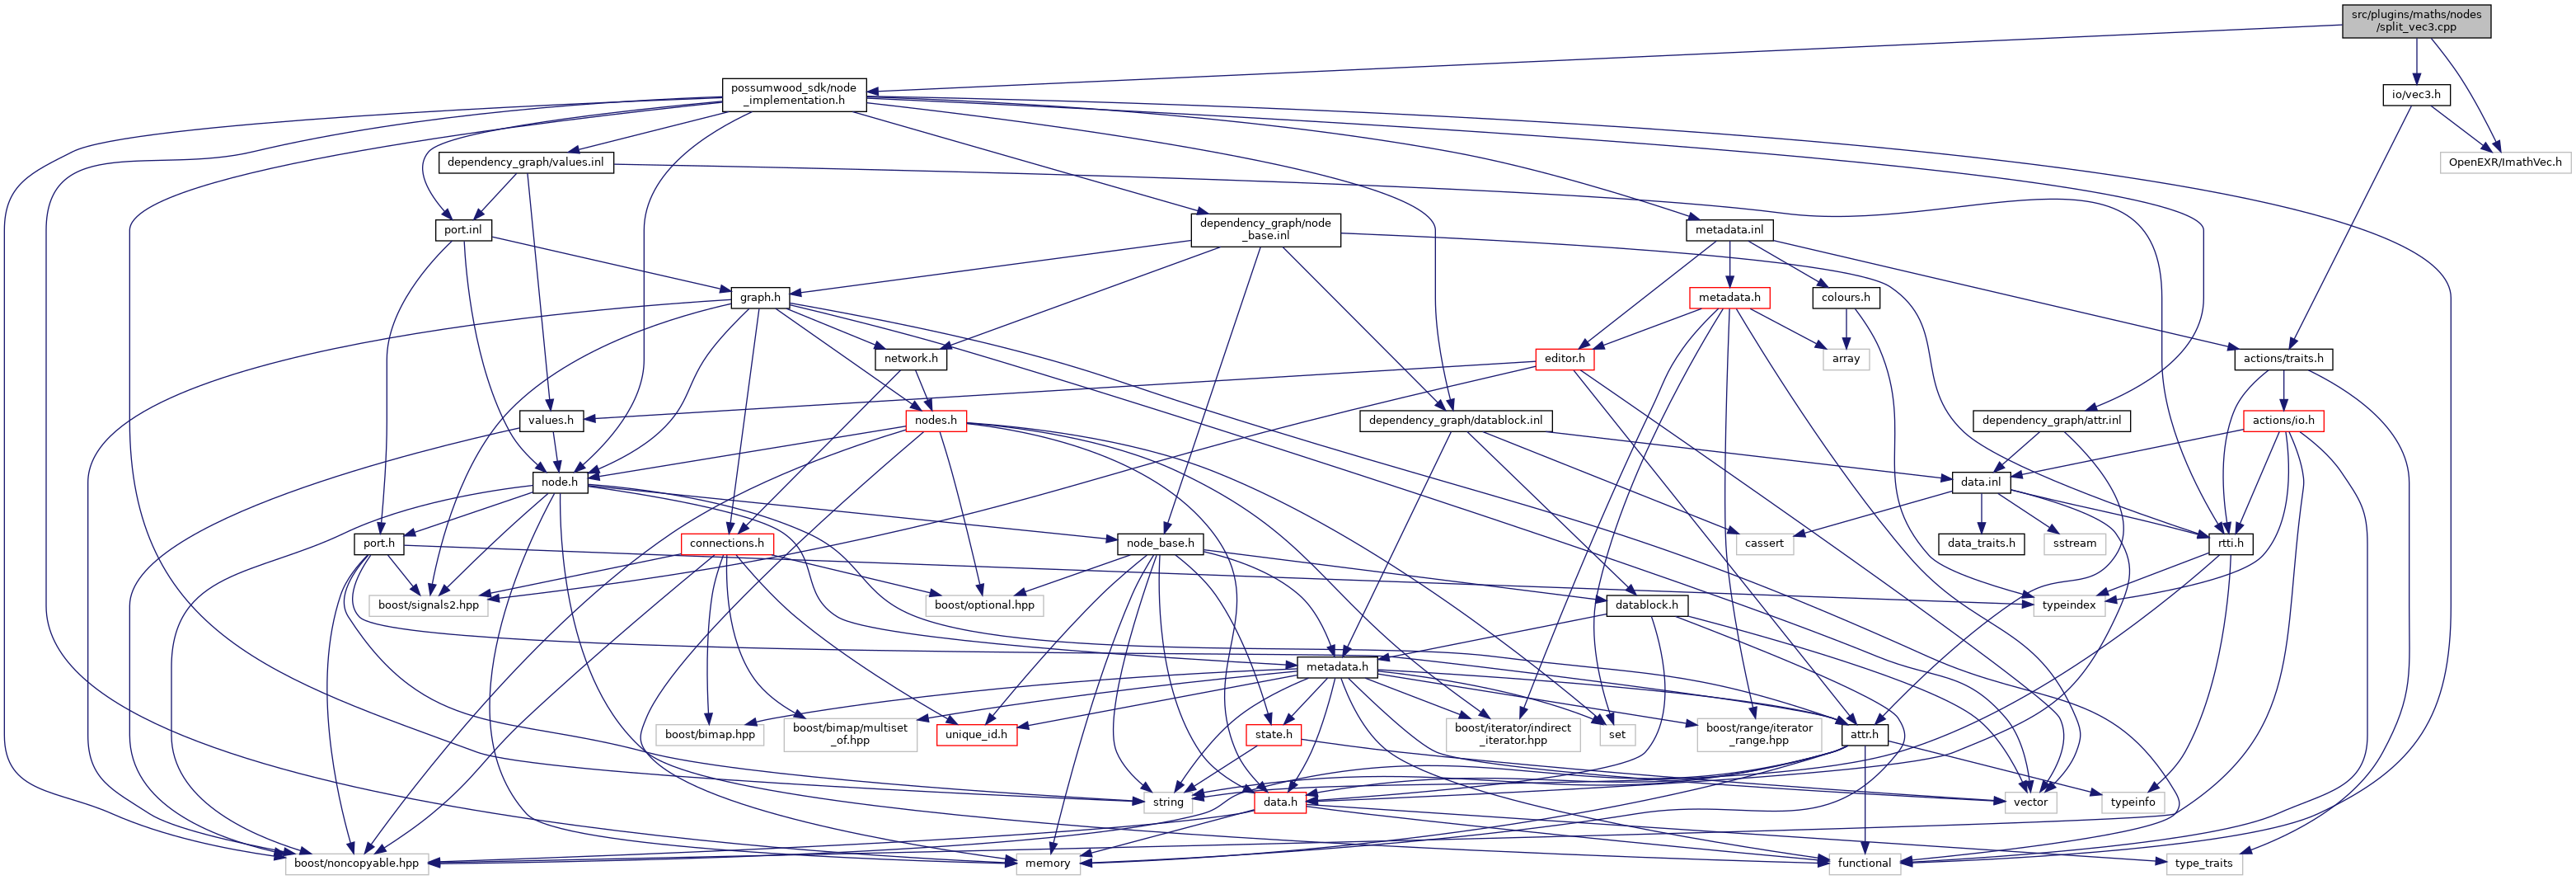 src/plugins/maths/nodes
/split_vec3.cpp
possumwood_sdk/node
_implementation.h
io/vec3.h
dependency_graph/values.inl
OpenEXR/ImathVec.h
port.inl
dependency_graph/node
_base.inl
metadata.inl
graph.h
metadata.h
colours.h
network.h
editor.h
array
actions/traits.h
values.h
nodes.h
dependency_graph/datablock.inl
dependency_graph/attr.inl
actions/io.h
node.h
data.inl
port.h
connections.h
node_base.h
cassert
data_traits.h
sstream
rtti.h
boost/signals2.hpp
boost/optional.hpp
datablock.h
typeindex
metadata.h
boost/bimap.hpp
boost/bimap/multiset
_of.hpp
unique_id.h
state.h
boost/iterator/indirect
_iterator.hpp
set
boost/range/iterator
_range.hpp
attr.h
string
data.h
vector
typeinfo
boost/noncopyable.hpp
memory
functional
type_traits